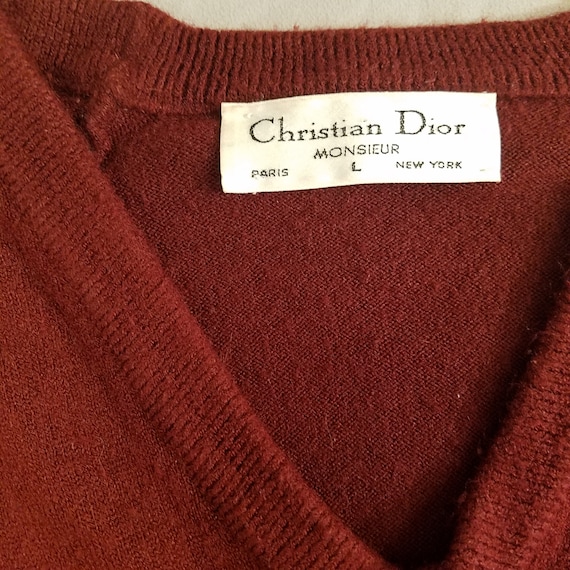 Christian Dior
MONSIEUR
PARIS L NEW YORK